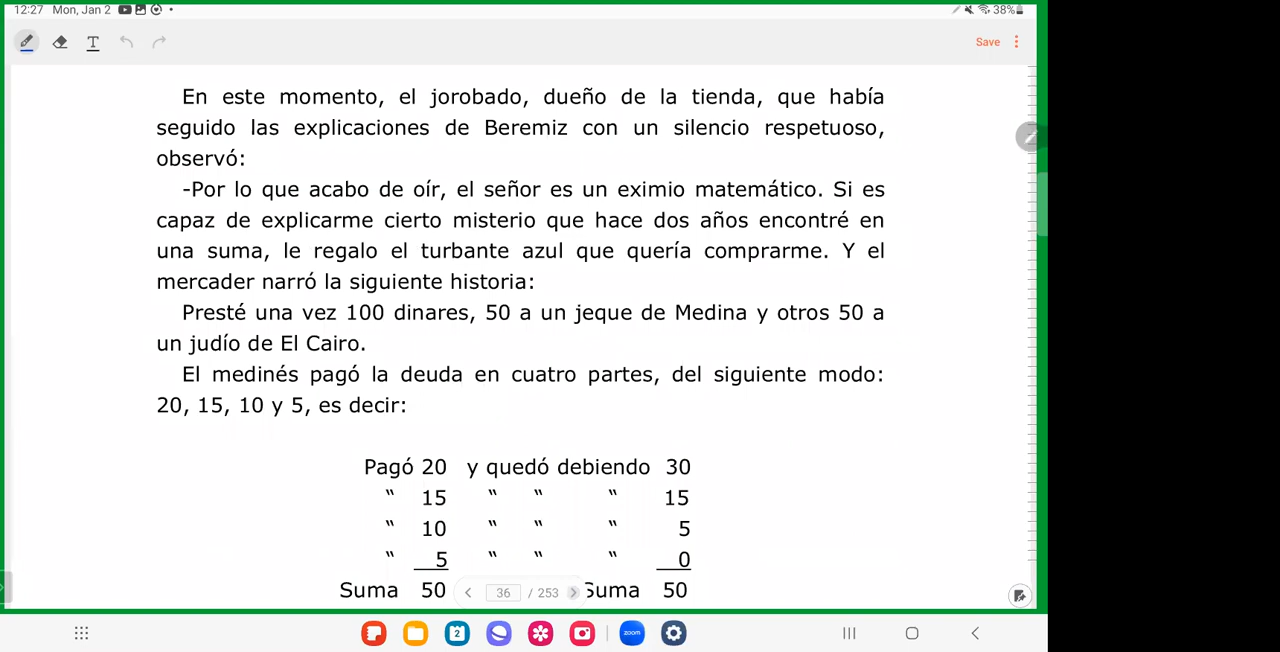 12:27 Mon, Jan 2 38%
Save
En este momento, el jorobado, dueño de la tienda, que había
seguido las explicaciones de Beremiz con un silencio respetuoso,
observó:
-Por lo que acabo de oír, el señor es un eximio matemático. Si es
capaz de explicarme cierto misterio que hace dos años encontré en
una suma, le regalo el turbante azul que quería comprarme. Y el
mercader narró la siguiente historia:
Presté una vez 100 dinares, 50 a un jeque de Medina y otros 50 a
un judío de El Cairo.
El medinés pagó la deuda en cuatro partes, del siguiente modo:
20, 15, 10 y 5, es decir:
Pagó 20 y quedó debiendo 30
“ 15 “ “ “ 15
“ 10 “ “ “ 5
“ 5 “ “ “ 0
Suma 50 Suma 50
36 / 253
2 zoom